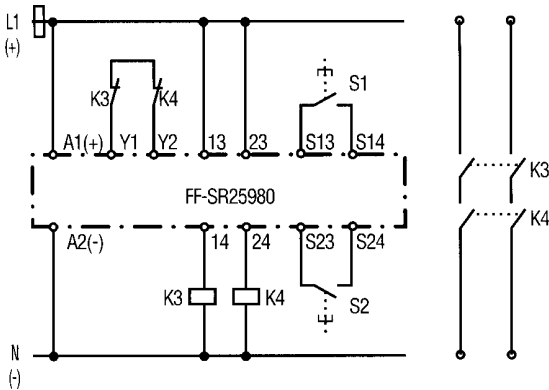 L1
(+)
K3 K4
S1
A1(+) Y1 Y2 13 23 S13 S14
FF-SR25980
A2(-) 14 24 S23 S24
K3 K4
S2
N
(-)
K3
K4